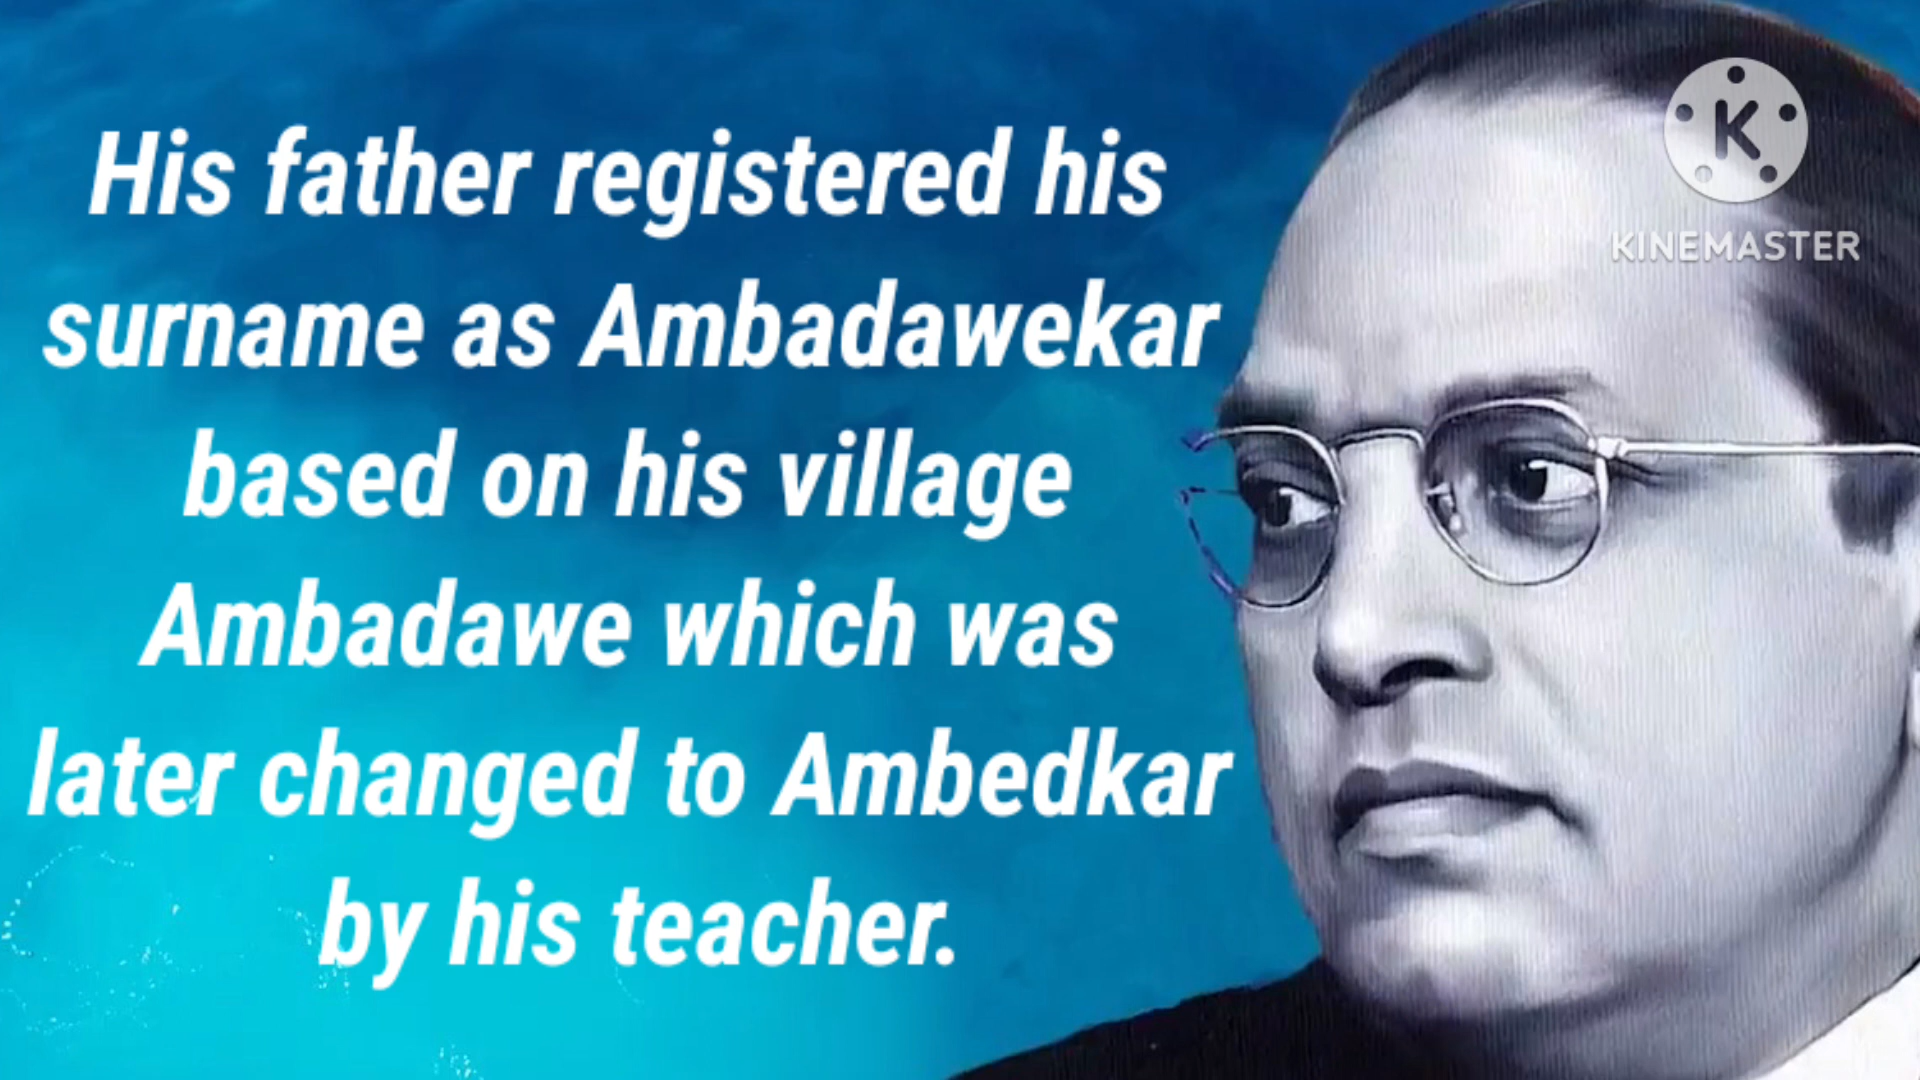 His father registered his
surname as Ambadawekar
based on his village
Ambadawe which was
later changed to Ambedkar
by his teacher.
K
KINEMASTER